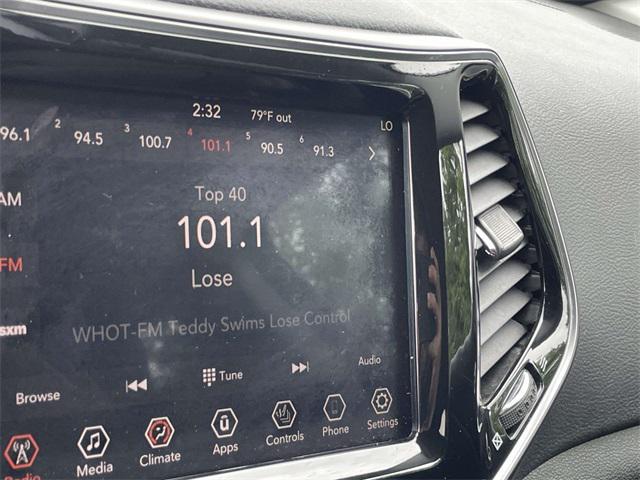 2:32 79°F out
LO
96.1 2 94.5 3 100.7 4 101.1 5 90.5 6 91.3
AM
Top 40
101.1
FM
Lose
sxm
WHOT-FM Teddy Swims Lose Control
Browse Tune Audio
Radio Media Climate Apps Controls Phone Settings